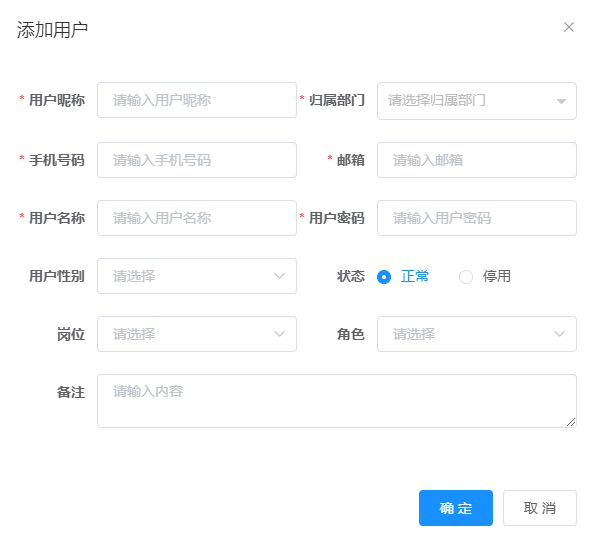 添加用户
* 用户昵称 请输入用户昵称 * 归属部门 请选择归属部门
* 手机号码 请输入手机号码 * 邮箱 请输入邮箱
* 用户名称 请输入用户名称 * 用户密码 请输入用户密码
用户性别 请选择 状态 正常 停用
岗位 请选择 角色 请选择
备注 请输入内容
确 定 取 消